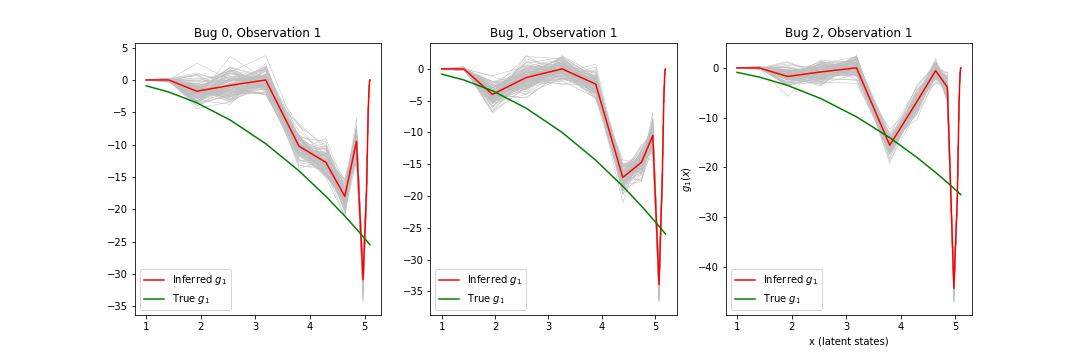 Bug 0, Observation 1
5
0
−5
−10
−15
−20
−25
−30
−35
1 2 3 4 5
Inferred g₁
True g₁
Bug 1, Observation 1
0
−5
−10
−15
−20
−25
−30
−35
1 2 3 4 5
Inferred g₁
True g₁
Bug 2, Observation 1
g₁(x)
0
−10
−20
−30
−40
1 2 3 4 5
x (latent states)
Inferred g₁
True g₁